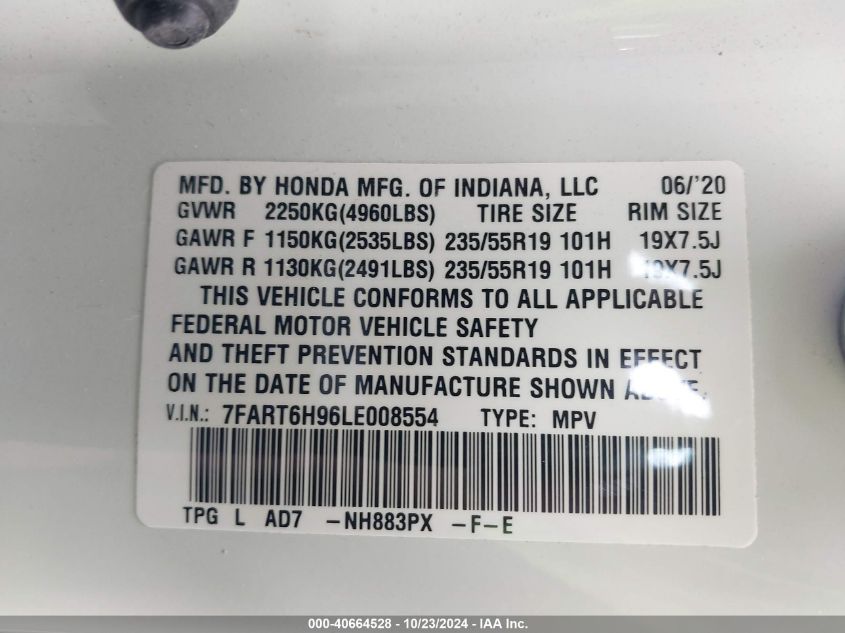 MFD. BY HONDA MFG. OF INDIANA, LLC 06/'20
GVWR 2250KG(4960LBS) TIRE SIZE RIM SIZE
GAWR F 1150KG(2535LBS) 235/55R19 101H 19X7.5J
GAWR R 1130KG(2491LBS) 235/55R19 101H 19X7.5J
THIS VEHICLE CONFORMS TO ALL APPLICABLE
FEDERAL MOTOR VEHICLE SAFETY
AND THEFT PREVENTION STANDARDS IN EFFECT
ON THE DATE OF MANUFACTURE SHOWN ABOVE.
V.I.N.: 7FART6H96LE008554 TYPE: MPV
TPG L AD7 -NH883PX -F-E
000-40664528 - 10/23/2024 - IAA Inc.